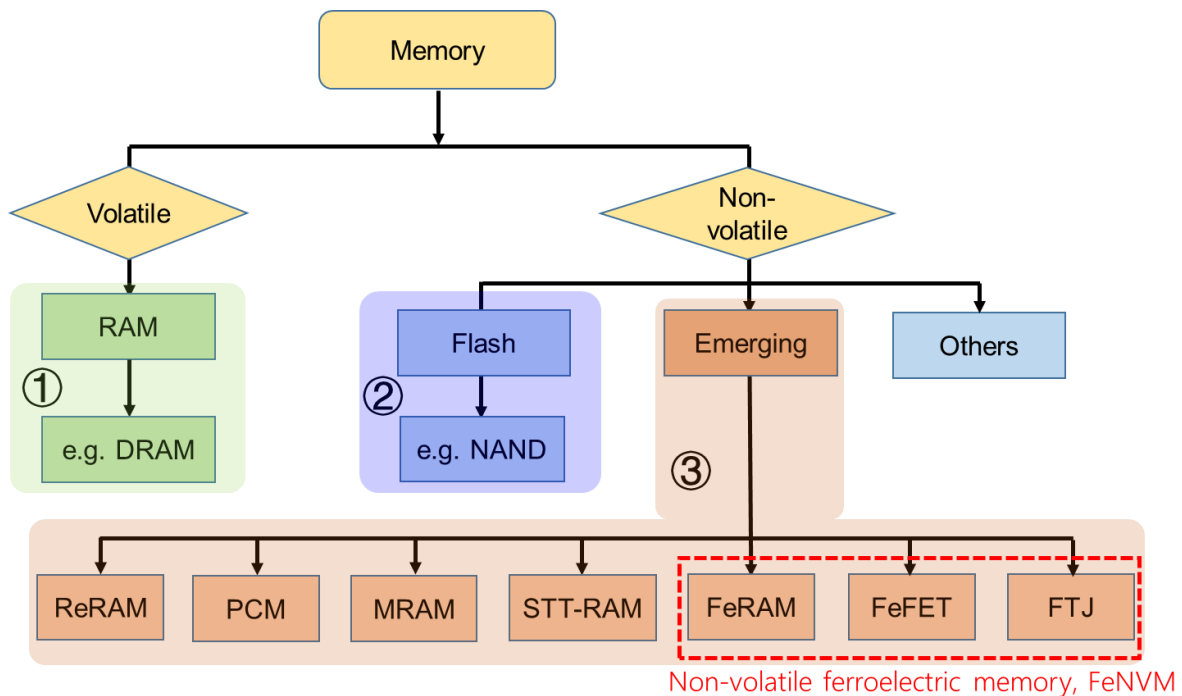 Memory
Volatile
Non-
volatile
RAM
Flash
Emerging
Others
①
②
e.g. DRAM
e.g. NAND
③
ReRAM
PCM
MRAM
STT-RAM
FeRAM
FeFET
FTJ
Non-volatile ferroelectric memory, FeNVM